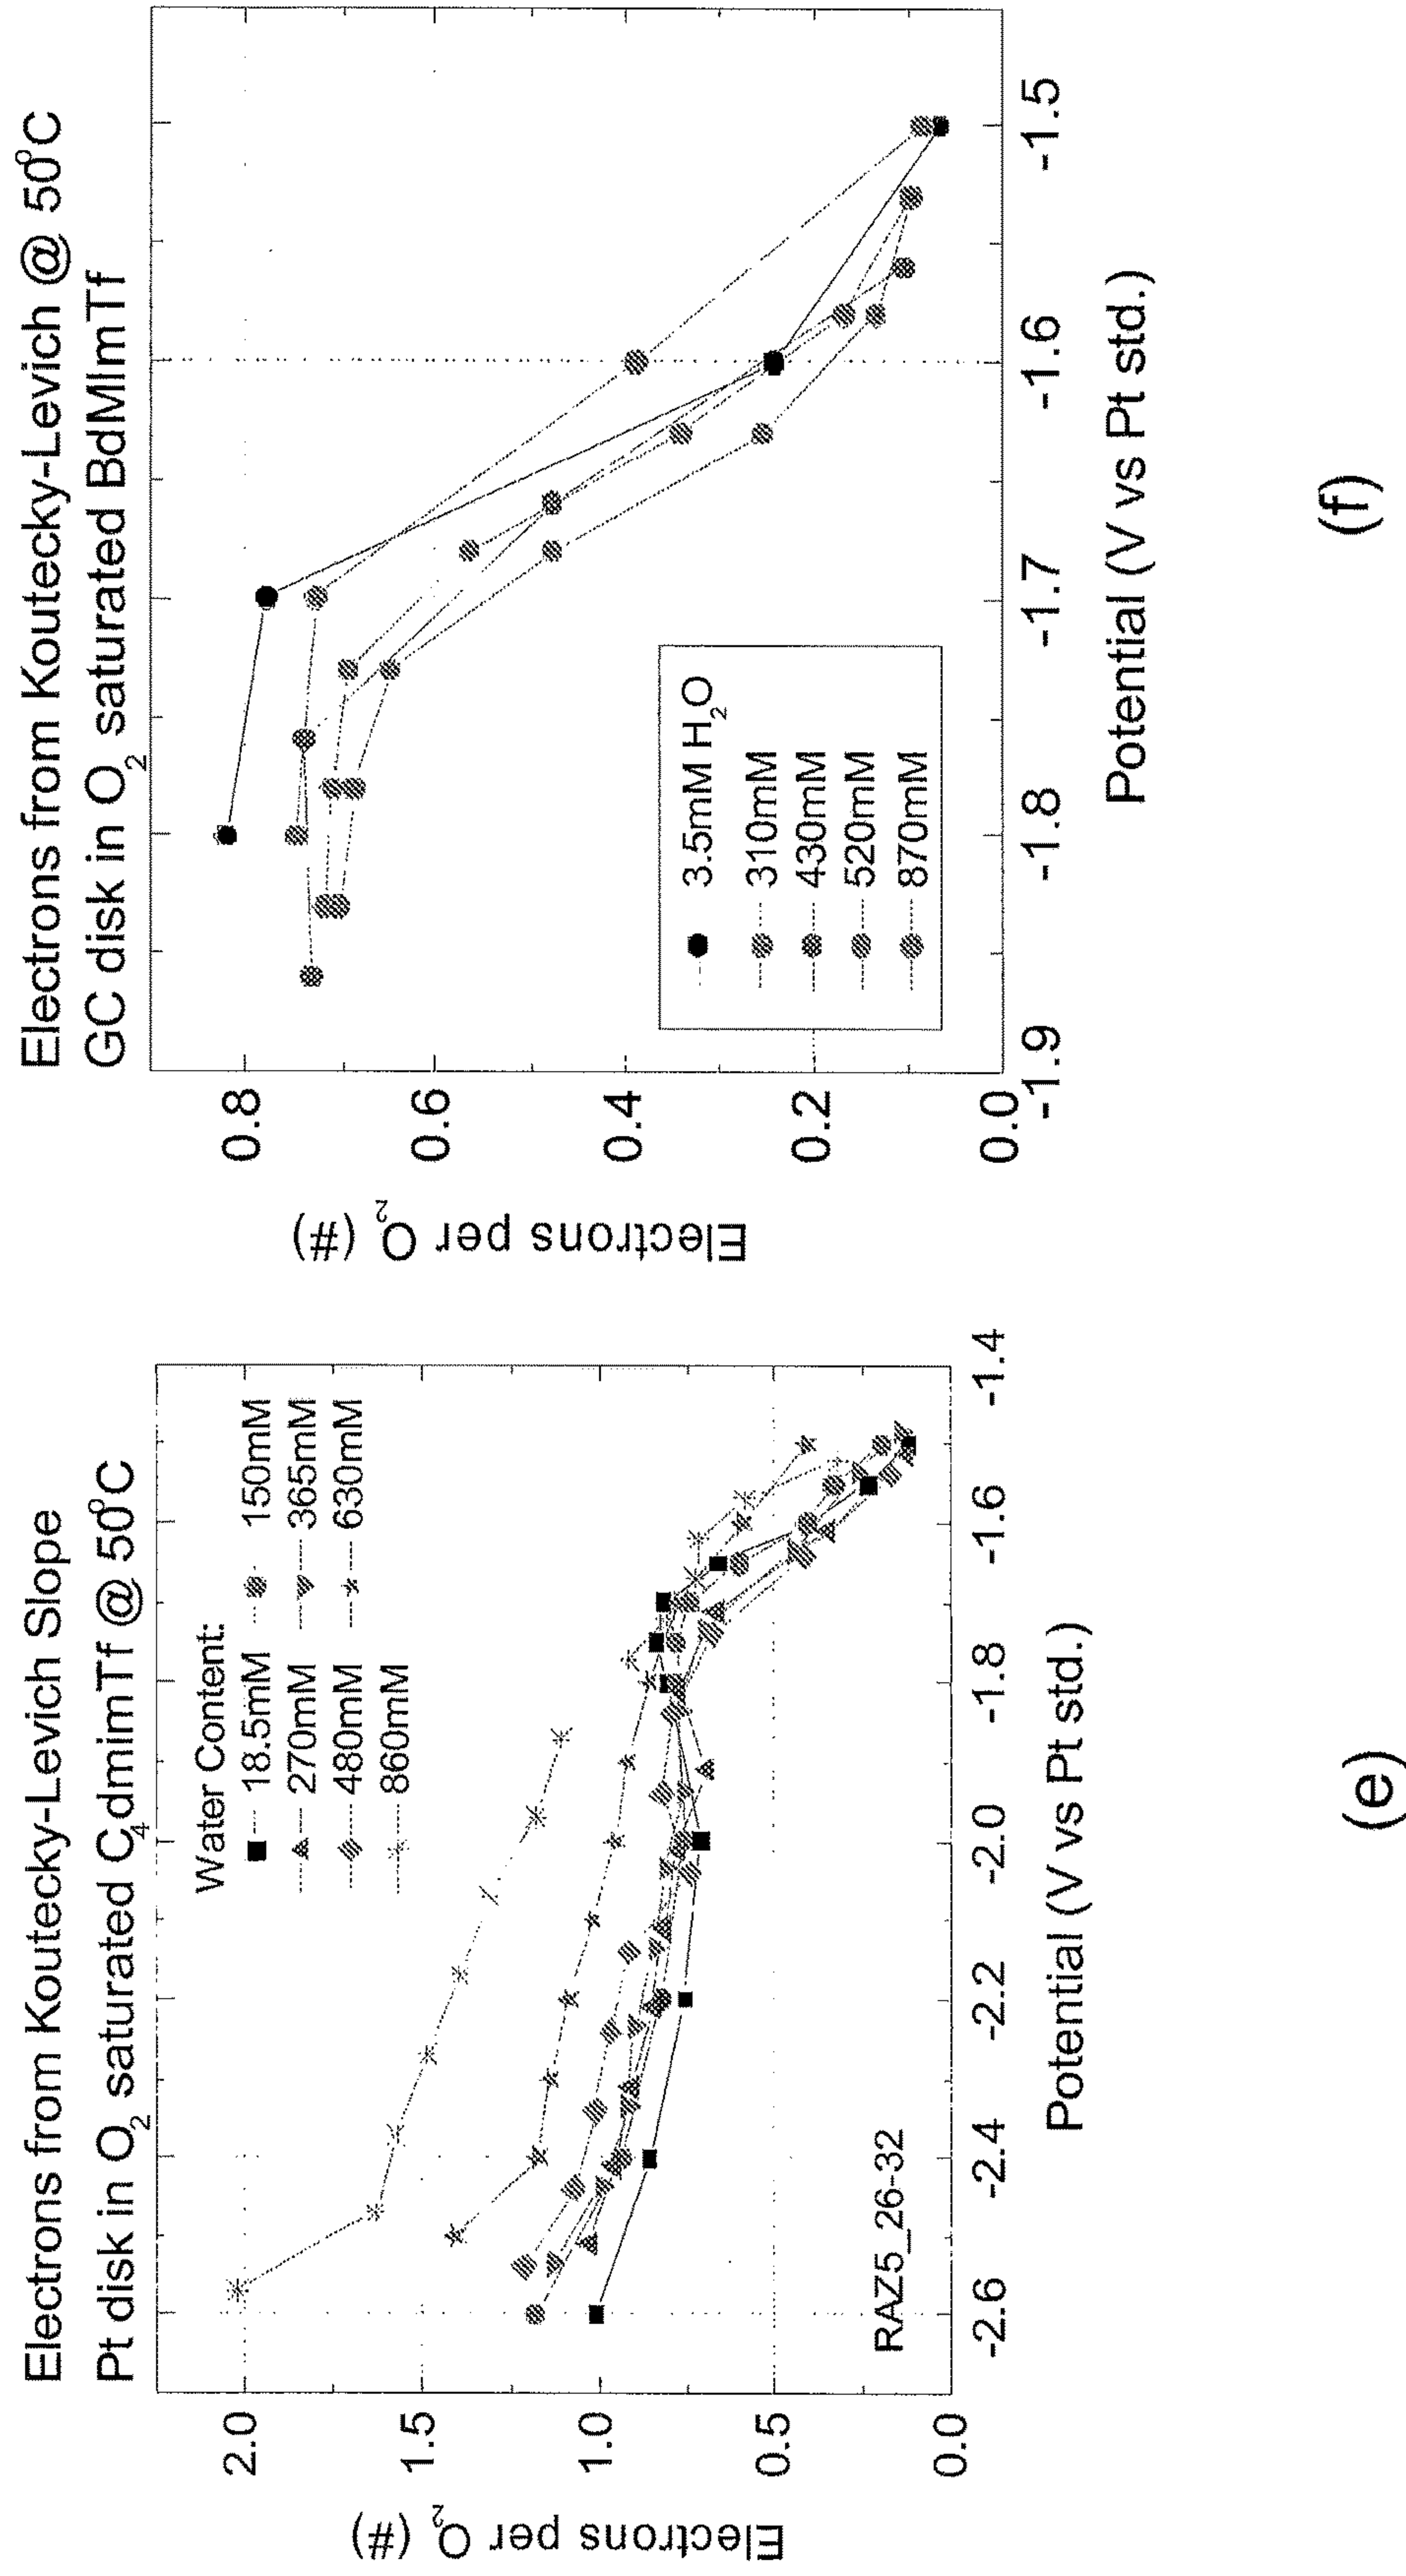 Electrons from Koutecky-Levich Slope
Pt disk in O2 saturated C4dmimTf @ 50°C
Electrons per O2 (#)
2.0
1.5
1.0
0.5
0.0
Water Content:
18.5mM 150mM
270mM 365mM
480mM 630mM
860mM
RAZ5_26-32
-2.6 -2.4 -2.2 -2.0 -1.8 -1.6 -1.4
Potential (V vs Pt std.)
(e)
Electrons from Koutecky-Levich @ 50°C
GC disk in O2 saturated BdMImTf
Electrons per O2 (#)
0.8
0.6
0.4
0.2
0.0
3.5mM H2O
310mM
430mM
520mM
870mM
-1.9 -1.8 -1.7 -1.6 -1.5
Potential (V vs Pt std.)
(f)